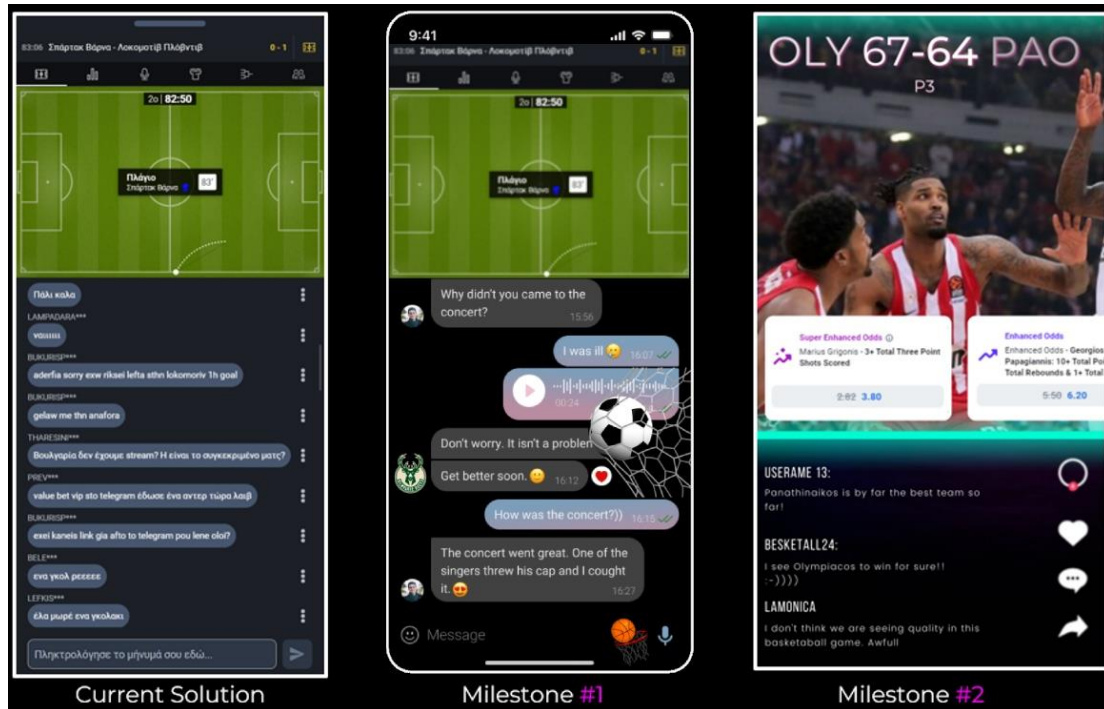 83:06 Σπάρτακ Βάρνα - Λοκομοτίβ Πλόβντιβ 0 - 1
2ο | 82:50
Πλάγιο
Σπάρτακ Βάρνα
83'
Πάλι καλα
LAMPADARA***
ναιιιιιι
BUKURISP***
aderfia sorry exw riksei lefta sthn lokomoriv 1h goal
BUKURISP***
gelaw me thn anafora
THARESINI***
Βουλγαρία δεν έχουμε stream? Η είναι το συγκεκριμένο ματς?
PREV***
value bet vip sto telegram έδωσε ένα αντερ τώρα λαιβ
BUKURISP***
exei kaneis link gia afto to telegram pou lene oloi?
BELE***
ενα γκολ ρεεεεε
LEFKIS***
έλα μωρέ ενα γκολακι
Πληκτρολόγησε το μήνυμά σου εδώ...
Current Solution
9:41
83:06 Σπάρτακ Βάρνα - Λοκομοτίβ Πλόβντιβ 0 - 1
2ο | 82:50
Πλάγιο
Σπάρτακ Βάρνα
83'
Why didn't you came to the
concert?
15:56
I was ill 😢 16:07
00:24
Don't worry. It isn't a problem
Get better soon. 😊 16:12
How was the concert?)) 16:15
The concert went great. One of the
singers threw his cap and I cought
it. 😍
16:27
Message
Milestone #1
OLY 67-64 PAO
P3
Super Enhanced Odds
Marius Grigonis - 3+ Total Three Point
Shots Scored
2.82 3.80
Enhanced Odds
Enhanced Odds - Georgios
Papagiannis: 10+ Total Poi
Total Rebounds & 1+ Total
5.50 6.20
USERAME 13:
Panathinaikos is by far the best team so
far!
BESKETALL24:
I see Olympiacos to win for sure!!
:-))))
LAMONICA
I don't think we are seeing quality in this
basketaball game. Awfull
Milestone #2